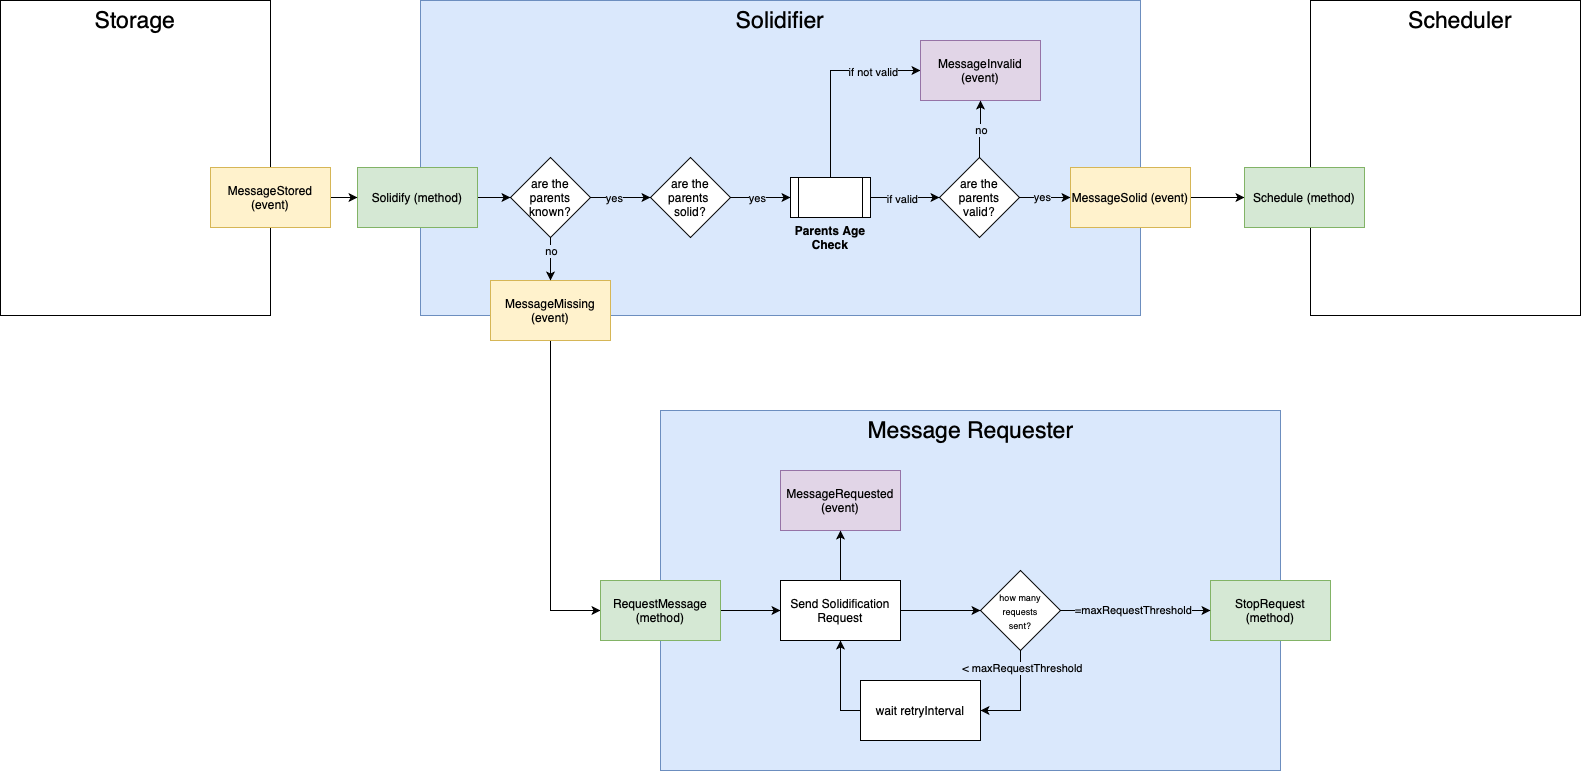 Storage
Solidifier
Scheduler
MessageInvalid
(event)
if not valid
no
MessageStored
(event)
Solidify (method)
are the
parents
known?
yes
are the
parents
solid?
yes
Parents Age
Check
if valid
are the
parents
valid?
yes
MessageSolid (event)
Schedule (method)
no
MessageMissing
(event)
Message Requester
MessageRequested
(event)
RequestMessage
(method)
Send Solidification
Request
how many
requests
sent?
=maxRequestThreshold
StopRequest
(method)
< maxRequestThreshold
wait retryInterval